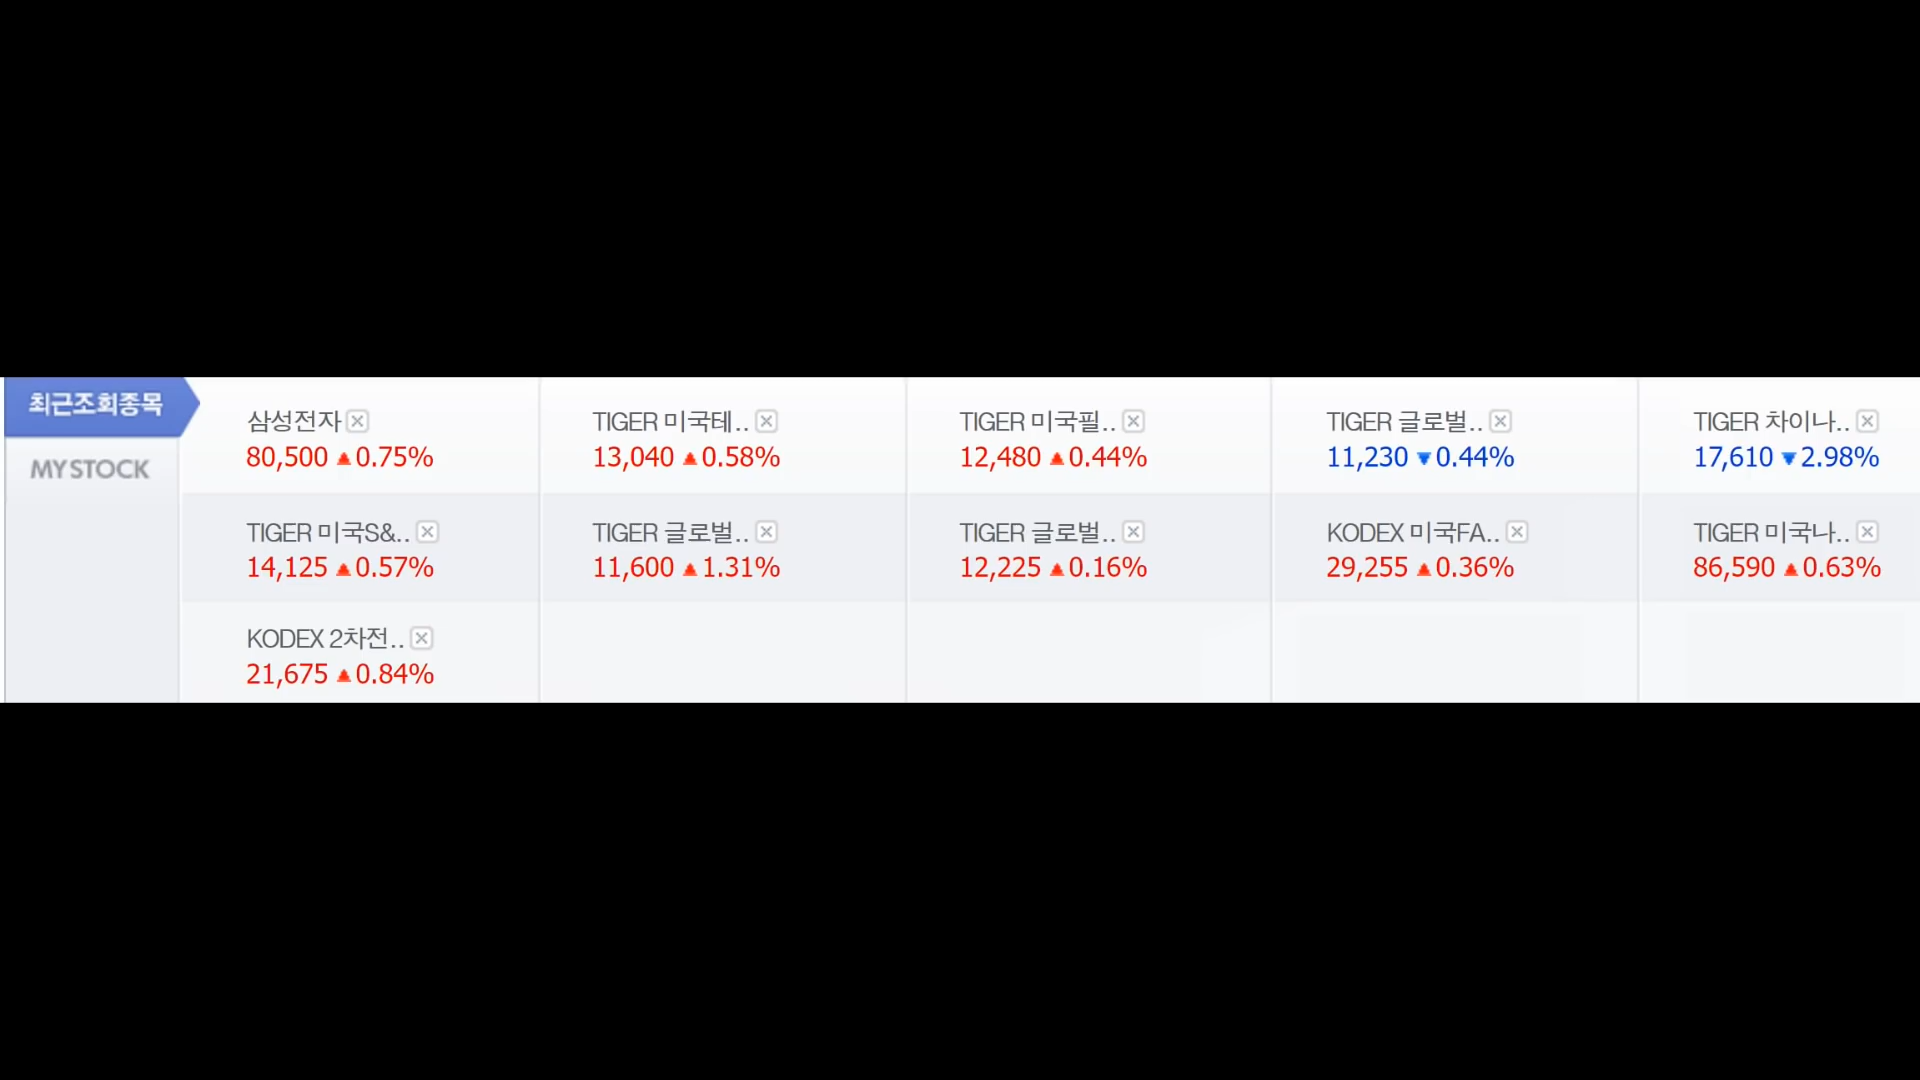 최근조회종목
MYSTOCK
삼성전자
80,500 ▲0.75%
TIGER 미국테..
13,040 ▲0.58%
TIGER 미국필..
12,480 ▲0.44%
TIGER 글로벌..
11,230 ▼0.44%
TIGER 차이나..
17,610 ▼2.98%
TIGER 미국S&..
14,125 ▲0.57%
TIGER 글로벌..
11,600 ▲1.31%
TIGER 글로벌..
12,225 ▲0.16%
KODEX 미국FA..
29,255 ▲0.36%
TIGER 미국나..
86,590 ▲0.63%
KODEX 2차전..
21,675 ▲0.84%